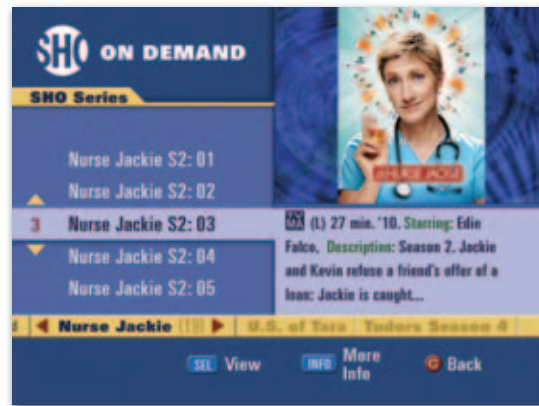 SHO ON DEMAND
SHO Series
Nurse Jackie S2: 01
Nurse Jackie S2: 02
3 Nurse Jackie S2: 03
Nurse Jackie S2: 04
Nurse Jackie S2: 05
NURSE JACKIE
(L) 27 min. '10. Starring: Edie
Falco, Description: Season 2. Jackie
and Kevin refuse a friend's offer of a
loan; Jackie is caught...
Nurse Jackie [19] U.S. of Tara Tudors Season 4
SEL View INFO More Info C Back